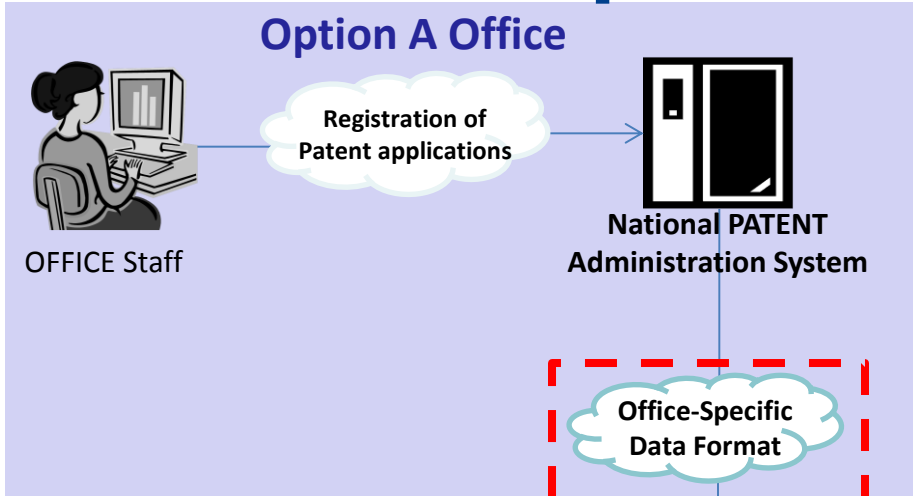 Option A Office
Registration of
Patent applications
OFFICE Staff
National PATENT
Administration System
Office-Specific
Data Format